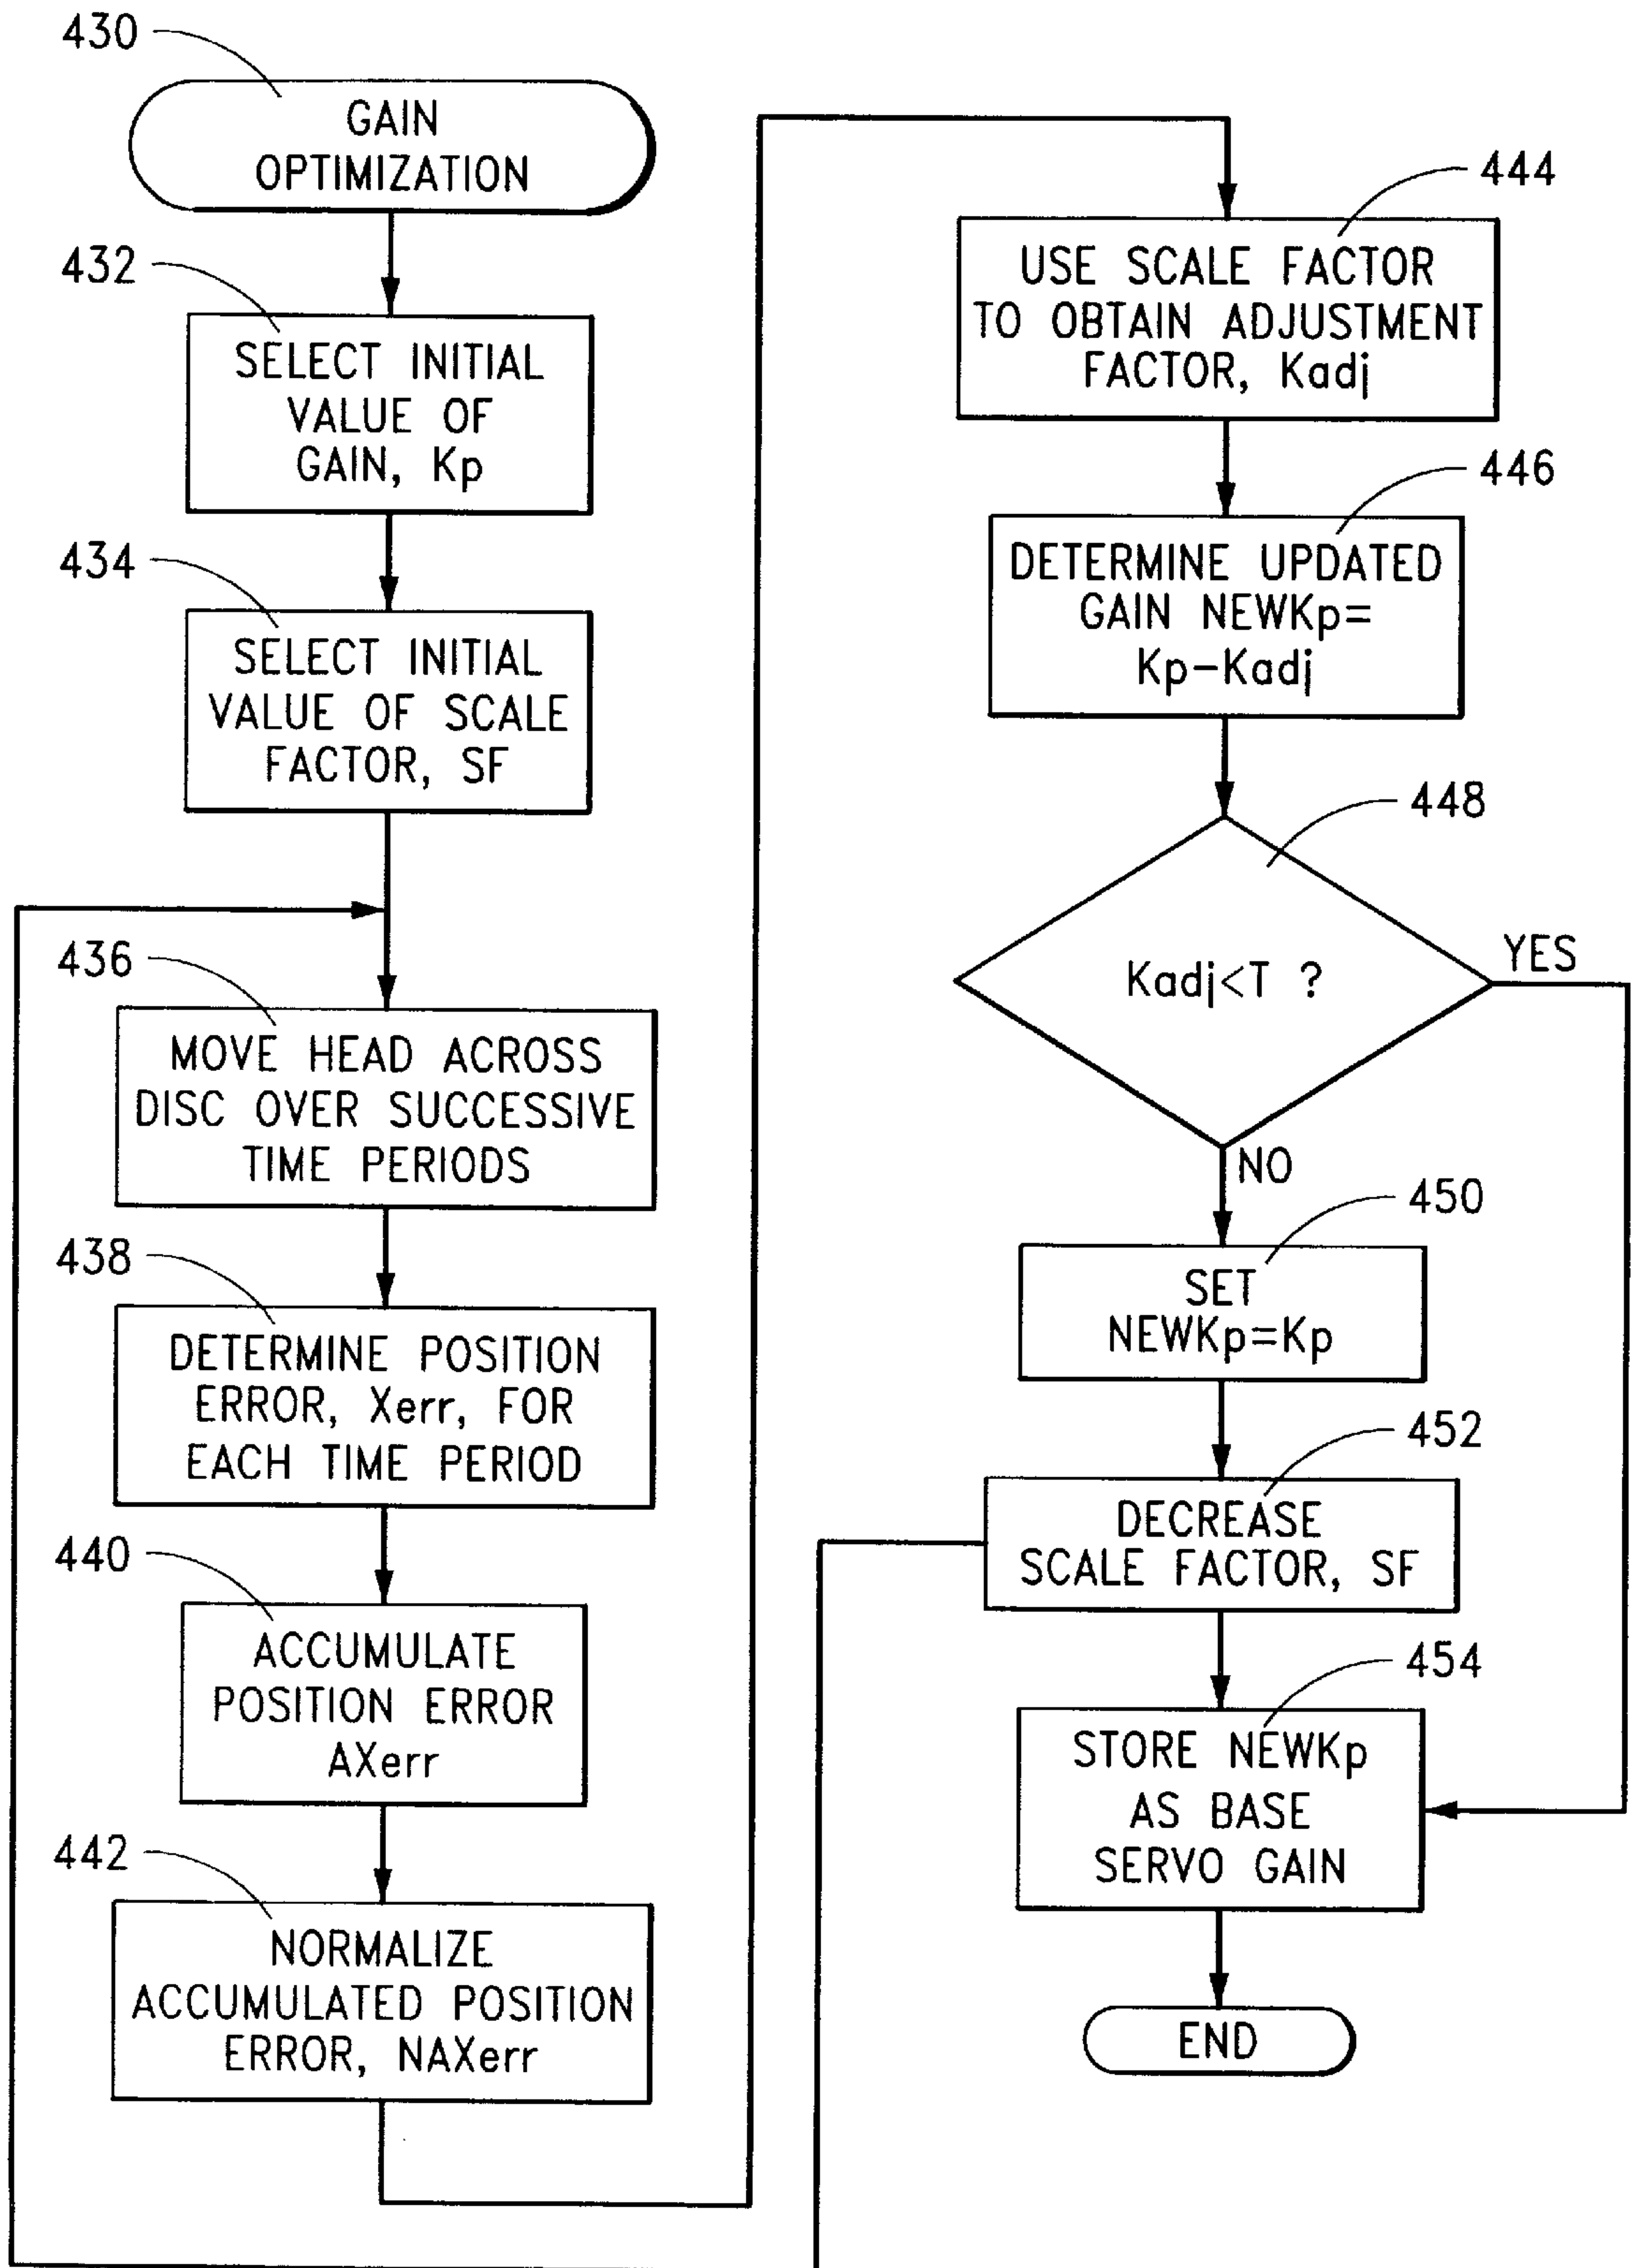 430
GAIN
OPTIMIZATION
432
SELECT INITIAL
VALUE OF
GAIN, Kp
434
SELECT INITIAL
VALUE OF SCALE
FACTOR, SF
436
MOVE HEAD ACROSS
DISC OVER SUCCESSIVE
TIME PERIODS
438
DETERMINE POSITION
ERROR, Xerr, FOR
EACH TIME PERIOD
440
ACCUMULATE
POSITION ERROR
AXerr
442
NORMALIZE
ACCUMULATED POSITION
ERROR, NAXerr
444
USE SCALE FACTOR
TO OBTAIN ADJUSTMENT
FACTOR, Kadj
446
DETERMINE UPDATED
GAIN NEWKp=
Kp-Kadj
448
Kadj<T ?
YES
NO
450
SET
NEWKp=Kp
452
DECREASE
SCALE FACTOR, SF
454
STORE NEWKp
AS BASE
SERVO GAIN
END